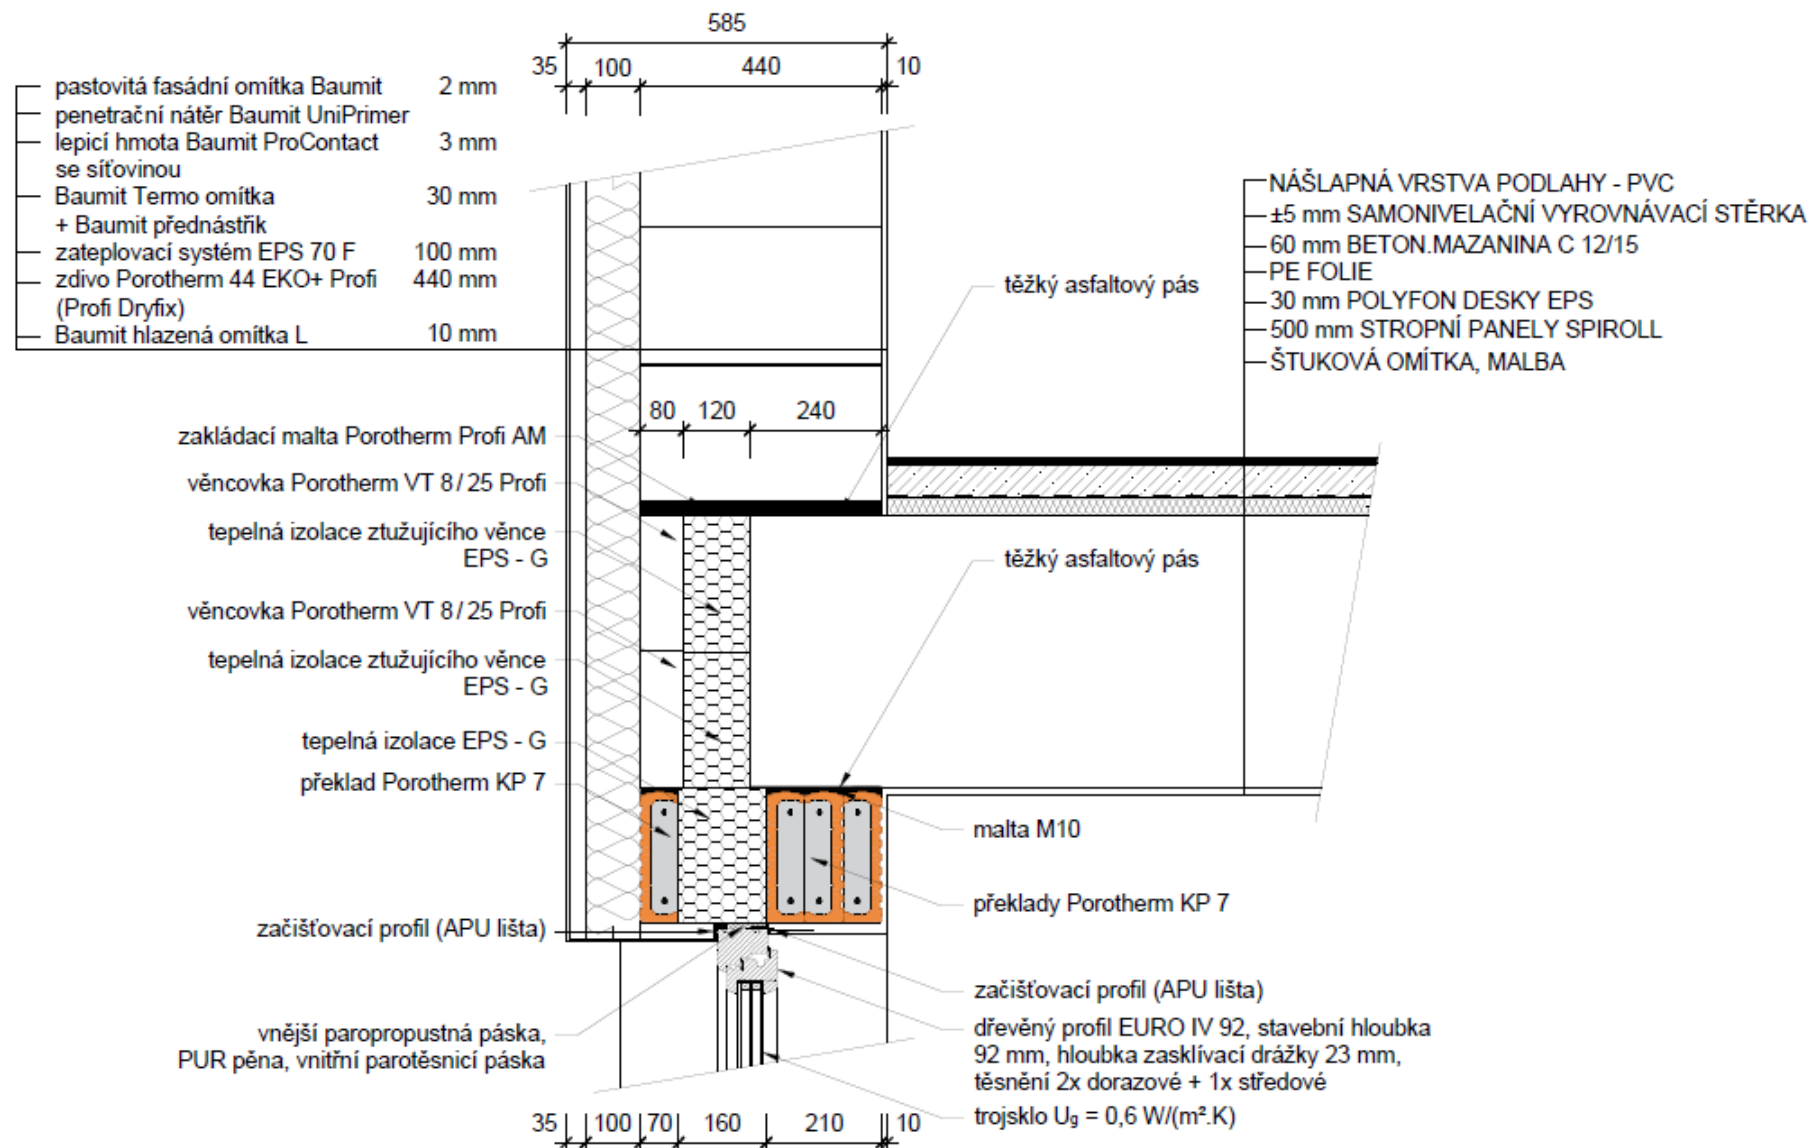 585
35 100 440 10
pastovitá fasádní omítka Baumit 2 mm
penetrační nátěr Baumit UniPrimer
lepicí hmota Baumit ProContact 3 mm
se síťovinou
Baumit Termo omítka 30 mm
+ Baumit přednástřik
zateplovací systém EPS 70 F 100 mm
zdivo Porotherm 44 EKO+ Profi 440 mm
(Profi Dryfix)
Baumit hlazená omítka L 10 mm
NÁŠLAPNÁ VRSTVA PODLAHY - PVC
±5 mm SAMONIVELAČNÍ VYROVNÁVACÍ STĚRKA
60 mm BETON.MAZANINA C 12/15
PE FOLIE
30 mm POLYFON DESKY EPS
500 mm STROPNÍ PANELY SPIROLL
ŠTUKOVÁ OMÍTKA, MALBA
těžký asfaltový pás
80 120 240
zakládací malta Porotherm Profi AM
věncovka Porotherm VT 8/25 Profi
tepelná izolace ztužujícího věnce
EPS - G
těžký asfaltový pás
věncovka Porotherm VT 8/25 Profi
tepelná izolace ztužujícího věnce
EPS - G
tepelná izolace EPS - G
překlad Porotherm KP 7
malta M10
překlady Porotherm KP 7
začišťovací profil (APU lišta)
začišťovací profil (APU lišta)
vnější paropropustná páska,
PUR pěna, vnitřní parotěsnicí páska
dřevěný profil EURO IV 92, stavební hloubka
92 mm, hloubka zasklívací drážky 23 mm,
těsnění 2x dorazové + 1x středové
trojsklo Ug = 0,6 W/(m².K)
35 100 70 160 210 10